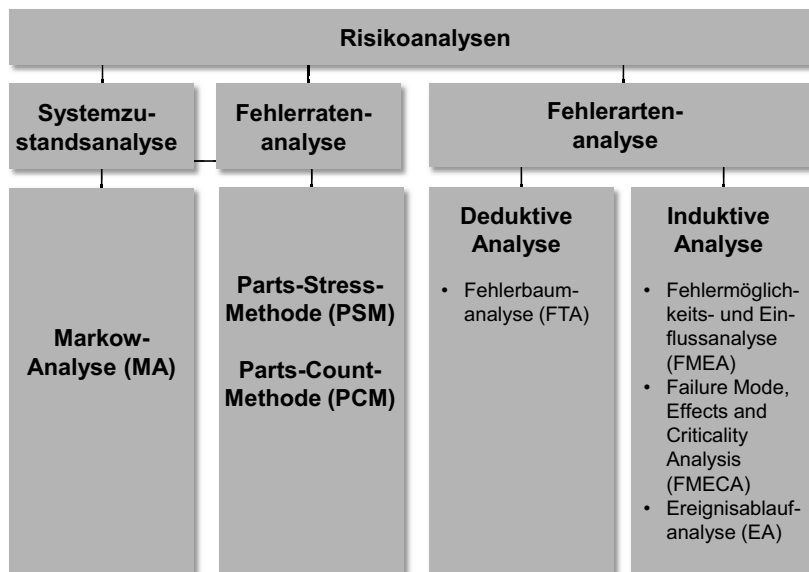 Risikoanalysen
Systemzu-
standsanalyse
Fehlerraten-
analyse
Fehlerarten-
analyse
Markow-
Analyse (MA)
Parts-Stress-
Methode (PSM)
Parts-Count-
Methode (PCM)
Deduktive
Analyse
• Fehlerbaum-
analyse (FTA)
Induktive
Analyse
• Fehlermöglich-
keits- und Ein-
flussanalyse
(FMEA)
• Failure Mode,
Effects and
Criticality
Analysis
(FMECA)
• Ereignisablauf-
analyse (EA)